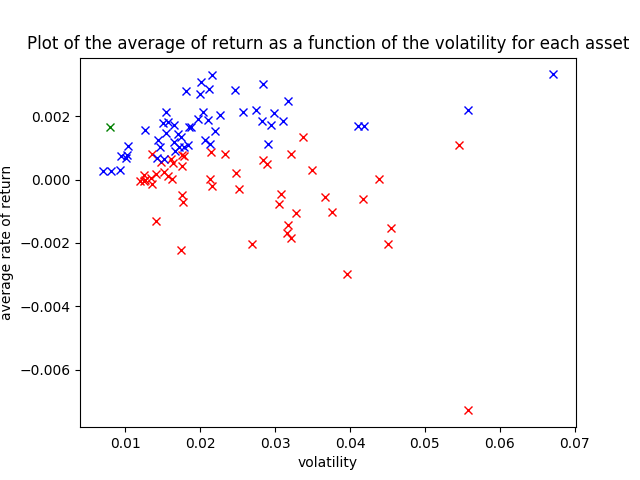 Plot of the average of return as a function of the volatility for each asset
average rate of return
0.002
0.000
−0.002
−0.004
−0.006
0.01 0.02 0.03 0.04 0.05 0.06 0.07
volatility